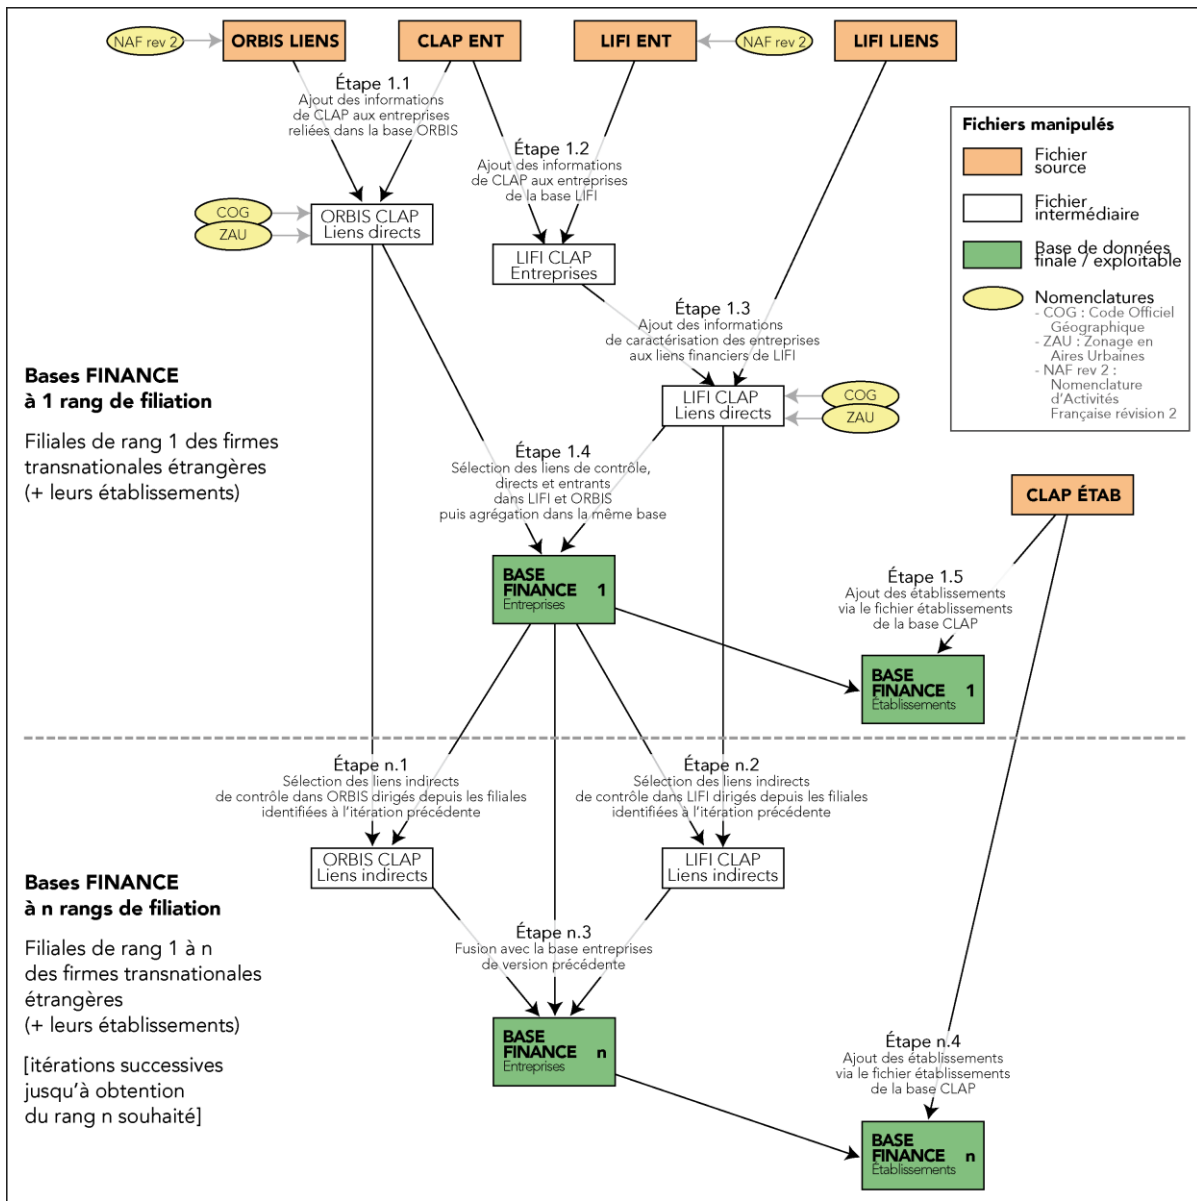 NAF rev 2
ORBIS LIENS
CLAP ENT
LIFI ENT
NAF rev 2
LIFI LIENS
Étape 1.1
Ajout des informations
de CLAP aux entreprises
reliées dans la base ORBIS
Étape 1.2
Ajout des informations
de CLAP aux entreprises
de la base LIFI
Fichiers manipulés
Fichier
source
Fichier
intermédiaire
Base de données
finale / exploitable
Nomenclatures
- COG : Code Officiel
Géographique
- ZAU : Zonage en
Aires Urbaines
- NAF rev 2 :
Nomenclature
d'Activités
Française révision 2
COG
ZAU
ORBIS CLAP
Liens directs
LIFI CLAP
Entreprises
Étape 1.3
Ajout des informations
de caractérisation des entreprises
aux liens financiers de LIFI
Bases FINANCE
à 1 rang de filiation
Filiales de rang 1 des firmes
transnationales étrangères
(+ leurs établissements)
LIFI CLAP
Liens directs
COG
ZAU
Étape 1.4
Sélection des liens de contrôle,
directs et entrants
dans LIFI et ORBIS
puis agrégation dans la même base
CLAP ÉTAB
BASE
FINANCE 1
Entreprises
Étape 1.5
Ajout des établissements
via le fichier établissements
de la base CLAP
BASE
FINANCE 1
Établissements
Étape n.1
Sélection des liens indirects
de contrôle dans ORBIS dirigés depuis les filiales
identifiées à l'itération précédente
Étape n.2
Sélection des liens indirects
de contrôle dans LIFI dirigés depuis les filiales
identifiées à l'itération précédente
ORBIS CLAP
Liens indirects
LIFI CLAP
Liens indirects
Bases FINANCE
à n rangs de filiation
Filiales de rang 1 à n
des firmes transnationales
étrangères
(+ leurs établissements)
[itérations successives
jusqu'à obtention
du rang n souhaité]
Étape n.3
Fusion avec la base entreprises
de version précédente
BASE
FINANCE n
Entreprises
Étape n.4
Ajout des établissements
via le fichier établissements
de la base CLAP
BASE
FINANCE n
Établissements